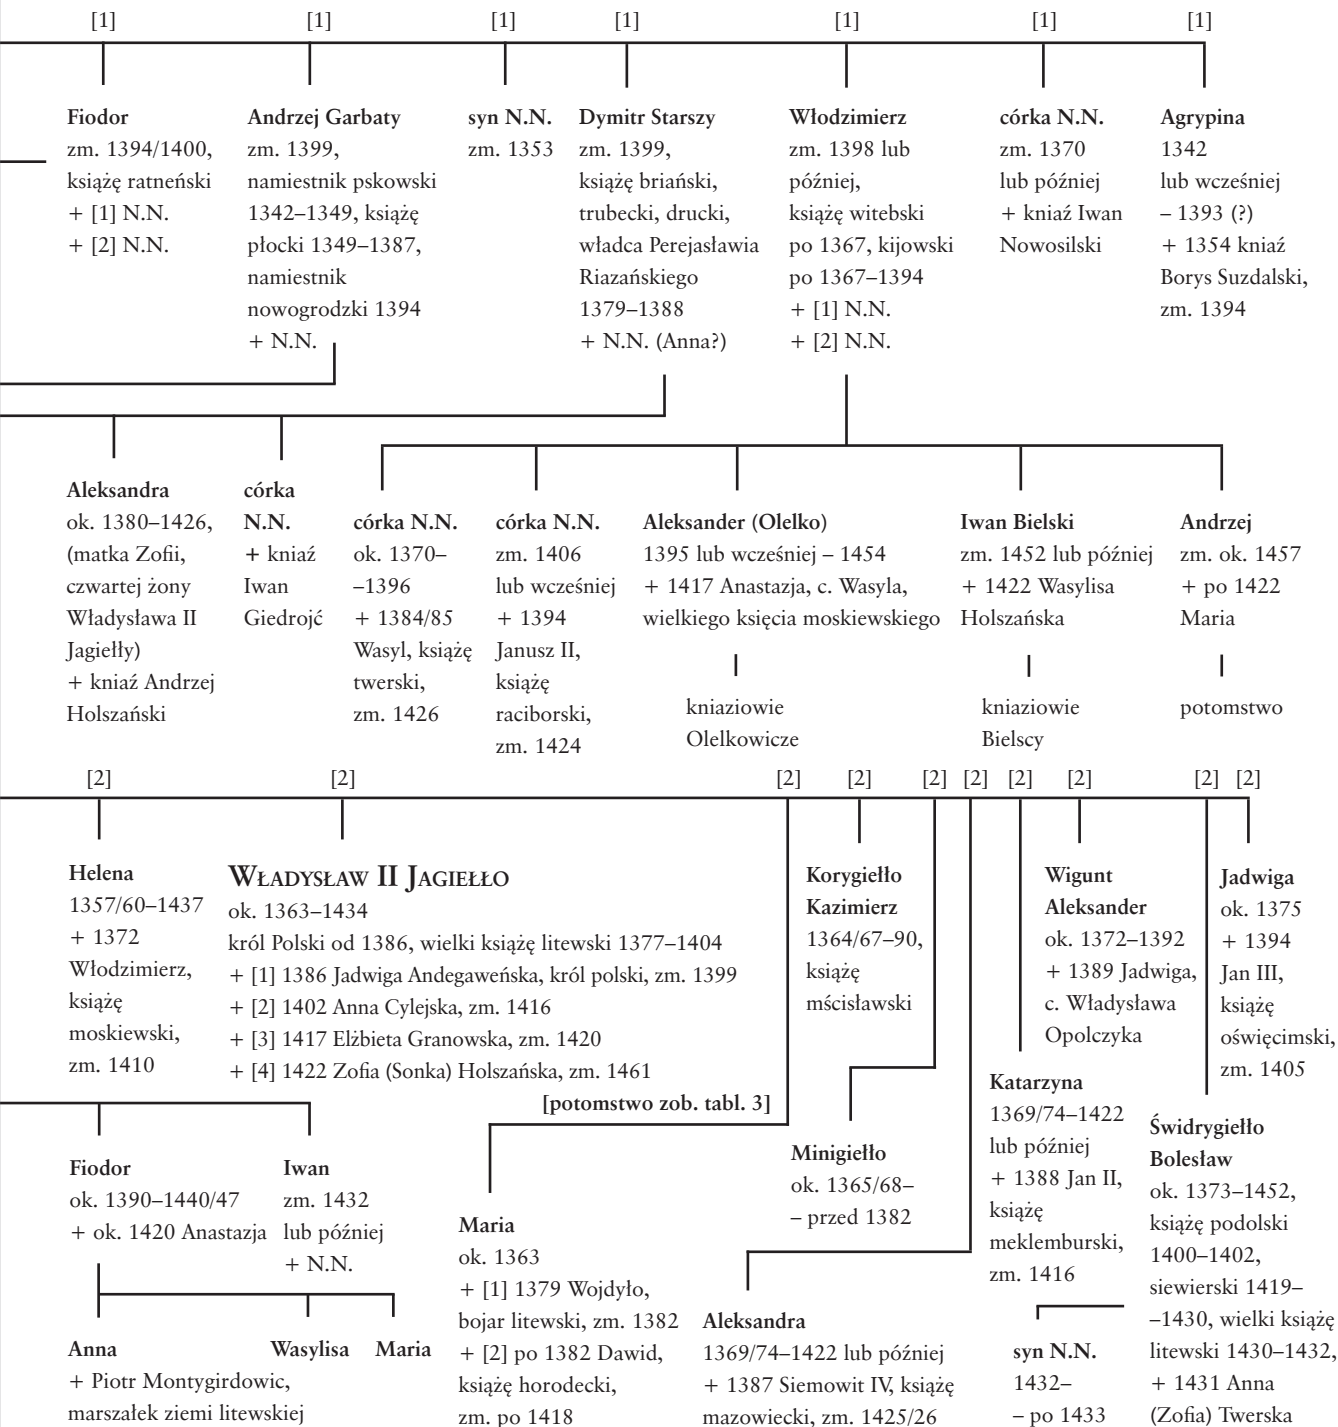 [1] [1] [1] [1] [1] [1] [1]
Fiodor
zm. 1394/1400,
książę ratneński
+ [1] N.N.
+ [2] N.N.
Andrzej Garbaty
zm. 1399,
namiestnik pskowski
1342–1349, książę
płocki 1349–1387,
namiestnik
nowogrodzki 1394
+ N.N.
syn N.N.
zm. 1353
Dymitr Starszy
zm. 1399,
książę briański,
trubecki, drucki,
władca Perejasławia
Riazańskiego
1379–1388
+ N.N. (Anna?)
Włodzimierz
zm. 1398 lub
później,
książę witebski
po 1367, kijowski
po 1367–1394
+ [1] N.N.
+ [2] N.N.
córka N.N.
zm. 1370
lub później
+ kniaź Iwan
Nowosilski
Agrypina
1342
lub wcześniej
– 1393 (?)
+ 1354 kniaź
Borys Suzdalski,
zm. 1394
Aleksandra
ok. 1380–1426,
(matka Zofii,
czwartej żony
Władysława II
Jagiełły)
+ kniaź Andrzej
Holszański
córka
N.N.
+ kniaź
Iwan
Giedrojć
córka N.N.
ok. 1370–
–1396
+ 1384/85
Wasyl, książę
twerski,
zm. 1426
córka N.N.
zm. 1406
lub wcześniej
+ 1394
Janusz II,
książę
raciborski,
zm. 1424
Aleksander (Olelko)
1395 lub wcześniej – 1454
+ 1417 Anastazja, c. Wasyla,
wielkiego księcia moskiewskiego
kniaziowie
Olelkowicze
Iwan Bielski
zm. 1452 lub później
+ 1422 Wasylisa
Holszańska
kniaziowie
Bielscy
Andrzej
zm. ok. 1457
+ po 1422
Maria
potomstwo
[2] [2] [2] [2] [2] [2] [2] [2] [2] [2]
Helena
1357/60–1437
+ 1372
Włodzimierz,
książę
moskiewski,
zm. 1410
Władysław II Jagiełło
ok. 1363–1434
król Polski od 1386, wielki książę litewski 1377–1404
+ [1] 1386 Jadwiga Andegaweńska, król polski, zm. 1399
+ [2] 1402 Anna Cylejska, zm. 1416
+ [3] 1417 Elżbieta Granowska, zm. 1420
+ [4] 1422 Zofia (Sonka) Holszańska, zm. 1461
[potomstwo zob. tabl. 3]
Korygiełło
Kazimierz
1364/67–90,
książę
mścisławski
Wigunt
Aleksander
ok. 1372–1392
+ 1389 Jadwiga,
c. Władysława
Opolczyka
Jadwiga
ok. 1375
+ 1394
Jan III,
książę
oświęcimski,
zm. 1405
Fiodor
ok. 1390–1440/47
+ ok. 1420 Anastazja
Iwan
zm. 1432
lub później
+ N.N.
Maria
ok. 1363
+ [1] 1379 Wojdyło,
bojar litewski, zm. 1382
+ [2] po 1382 Dawid,
książę horodecki,
zm. po 1418
Minigiełło
ok. 1365/68–
– przed 1382
Katarzyna
1369/74–1422
lub później
+ 1388 Jan II,
książę
meklemburski,
zm. 1416
Świdrygiełło
Bolesław
ok. 1373–1452,
książę podolski
1400–1402,
siewierski 1419–
–1430, wielki książę
litewski 1430–1432,
+ 1431 Anna
(Zofia) Twerska
Anna
+ Piotr Montygirdowic,
marszałek ziemi litewskiej
Wasylisa
Maria
Aleksandra
1369/74–1422 lub później
+ 1387 Siemowit IV, książę
mazowiecki, zm. 1425/26
syn N.N.
1432–
– po 1433